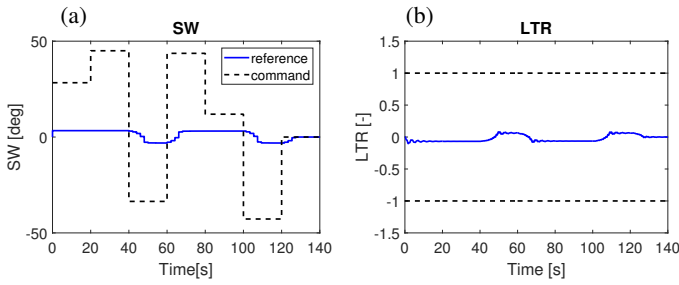 (a)
SW
50
0
-50
SW [deg]
reference
command
0 20 40 60 80 100 120 140
Time[s]
(b)
LTR
1.5
1
0.5
0
-0.5
-1
-1.5
LTR [-]
0 20 40 60 80 100 120 140
Time [s]